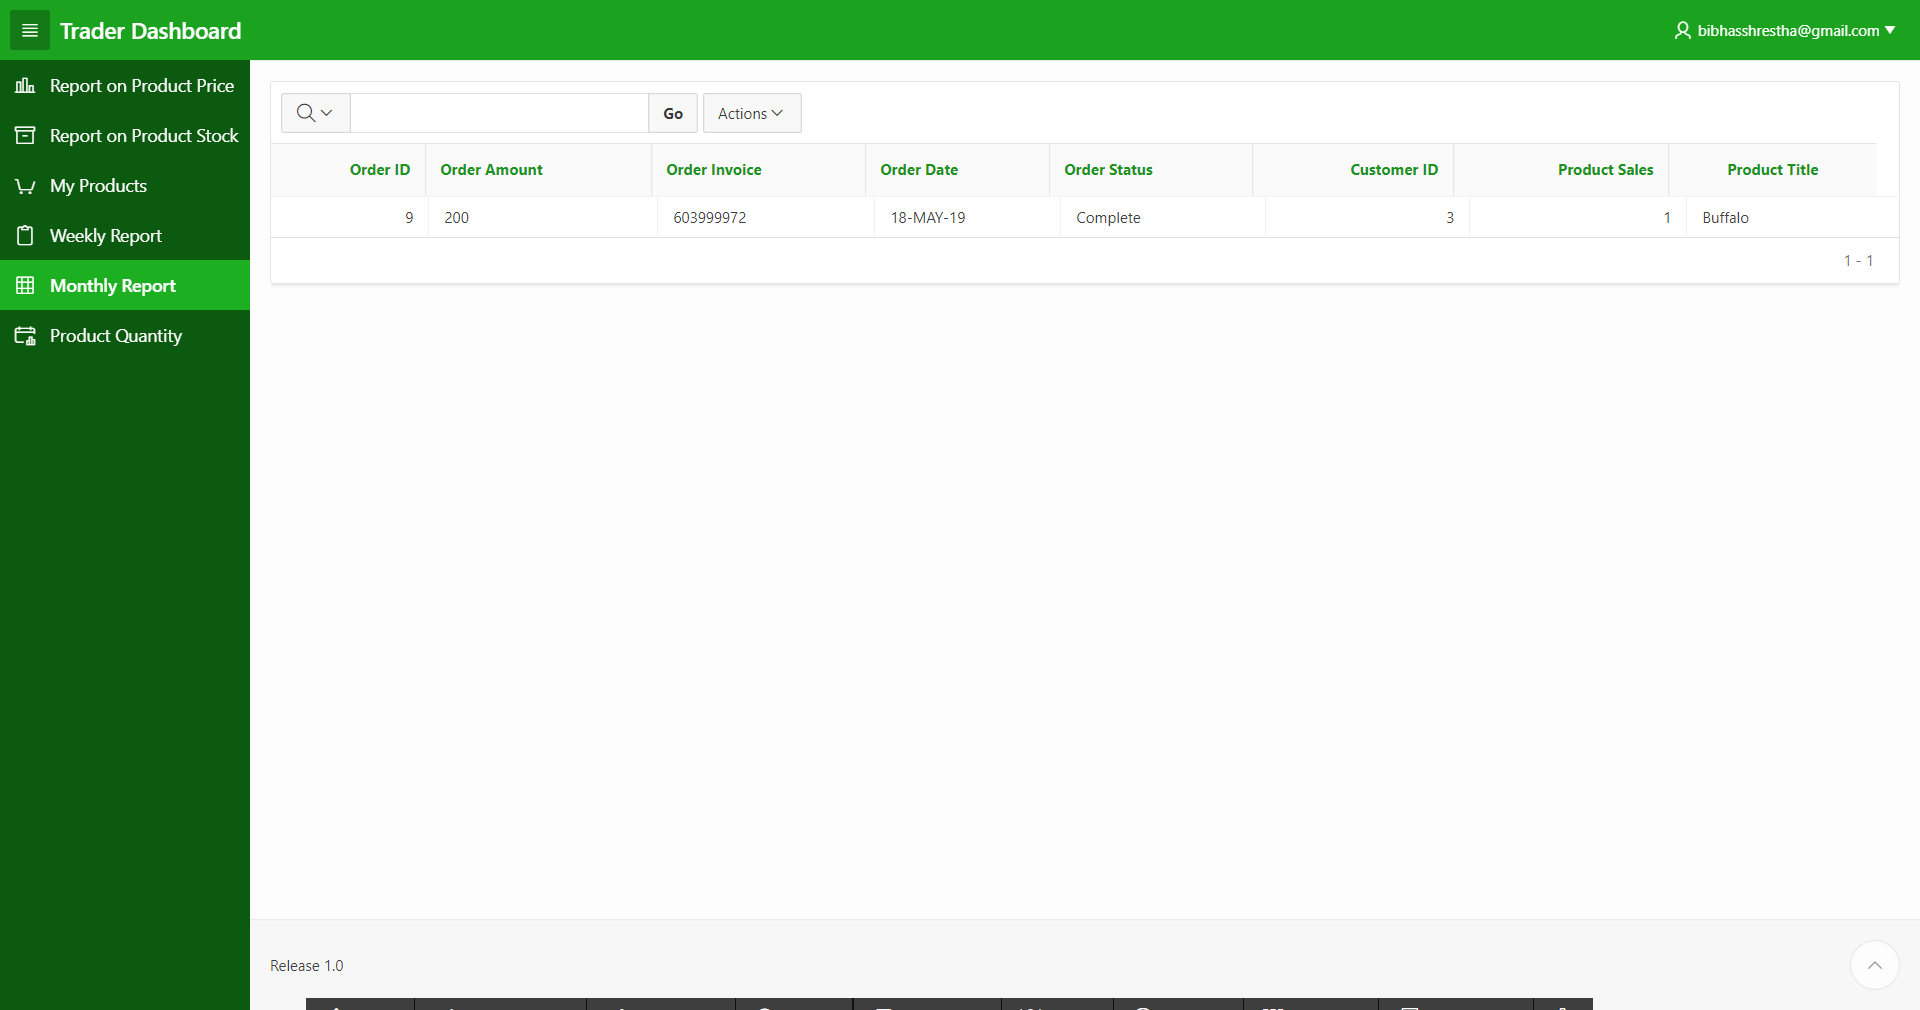 Trader Dashboard
bibhasshrestha@gmail.com
Report on Product Price
Report on Product Stock
My Products
Weekly Report
Monthly Report
Product Quantity
Go
Actions
Order ID Order Amount Order Invoice Order Date Order Status Customer ID Product Sales Product Title
9 200 603999972 18-MAY-19 Complete 3 1 Buffalo
1 - 1
Release 1.0